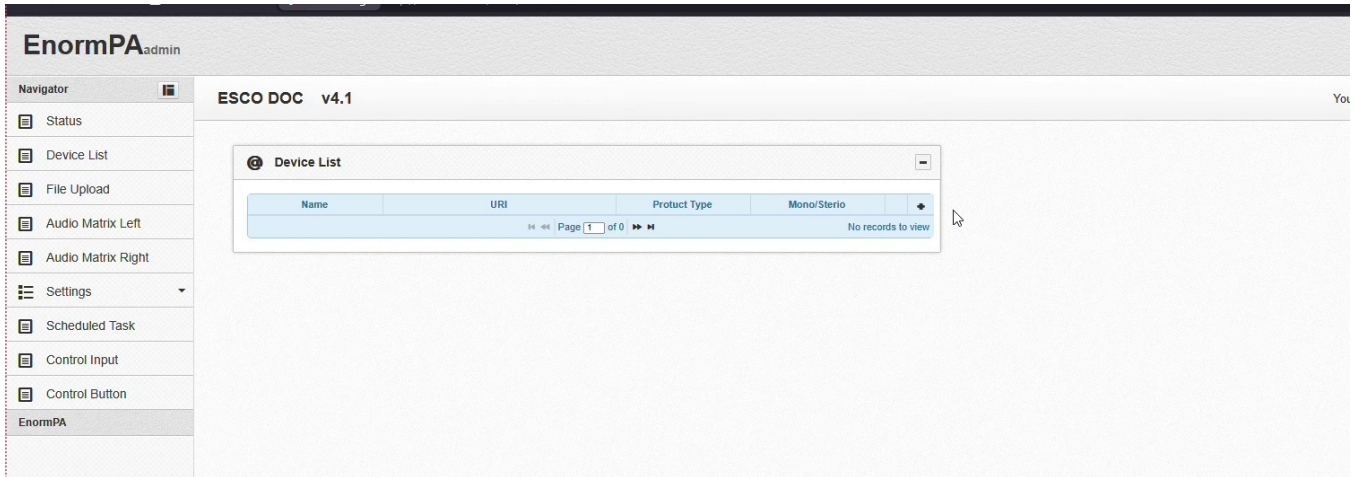 EnormPAadmin
Navigator
Status
Device List
File Upload
Audio Matrix Left
Audio Matrix Right
Settings
Scheduled Task
Control Input
Control Button
EnormPA
ESCO DOC v4.1
You
Device List
Name URI Protuct Type Mono/Sterio
Page 1 of 0 No records to view